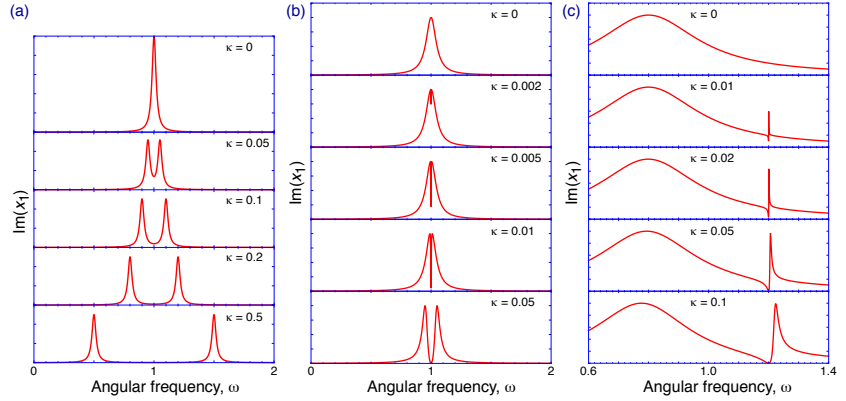 (a)
κ = 0
κ = 0.05
κ = 0.1
κ = 0.2
κ = 0.5
Im(x1)
0 1 2
Angular frequency, ω
(b)
κ = 0
κ = 0.002
κ = 0.005
κ = 0.01
κ = 0.05
Im(x1)
0 1 2
Angular frequency, ω
(c)
κ = 0
κ = 0.01
κ = 0.02
κ = 0.05
κ = 0.1
Im(x1)
0.6 1.0 1.4
Angular frequency, ω